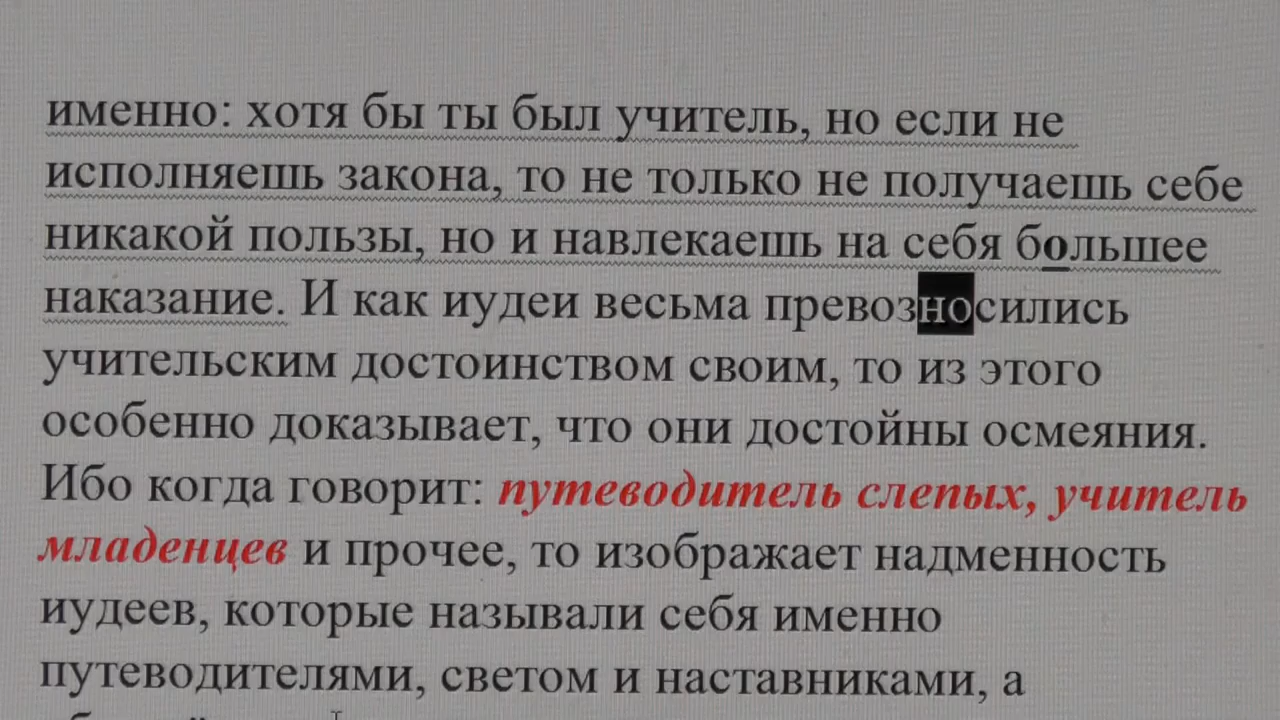 именно: хотя бы ты был учитель, но если не
исполняешь закона, то не только не получаешь себе
никакой пользы, но и навлекаешь на себя большее
наказание. И как иудеи весьма превозносились
учительским достоинством своим, то из этого
особенно доказывает, что они достойны осмеяния.
Ибо когда говорит: путеводитель слепых, учитель
младенцев и прочее, то изображает надменность
иудеев, которые называли себя именно
путеводителями, светом и наставниками, а